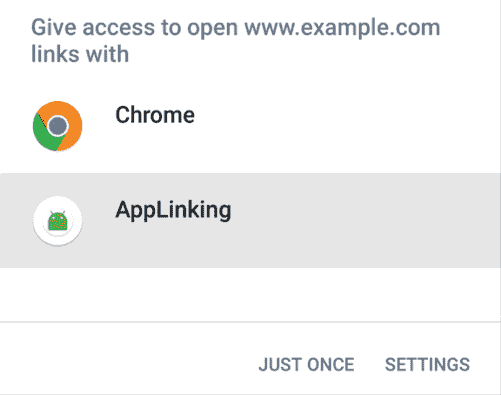 Give access to open www.example.com
links with
Chrome
AppLinking
JUST ONCE SETTINGS